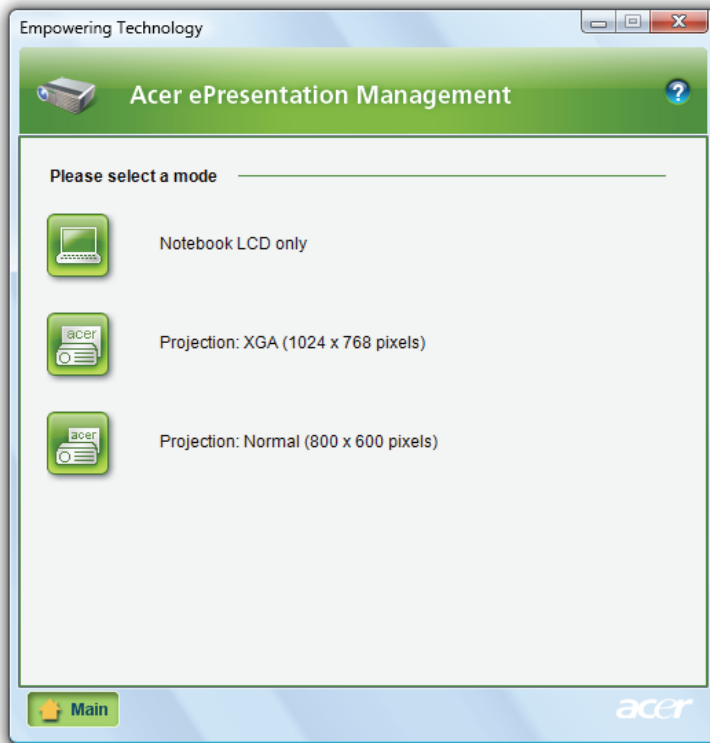 Empowering Technology
Acer ePresentation Management
?
Please select a mode
Notebook LCD only
acer
Projection: XGA (1024 x 768 pixels)
acer
Projection: Normal (800 x 600 pixels)
Main
acer